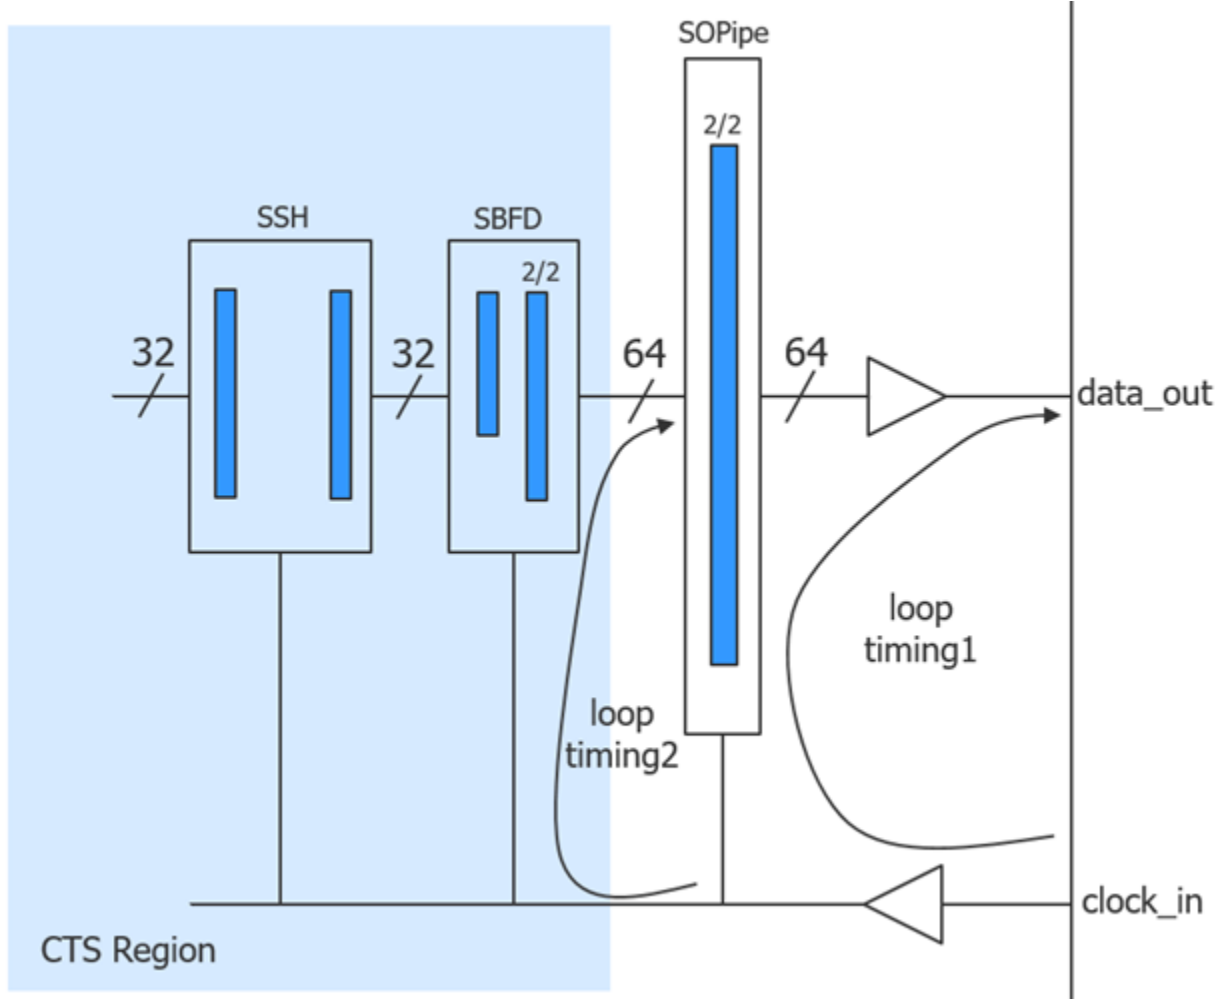 SOPipe
2/2
SSH
SBFD
2/2
32
32
64
64
data_out
loop
timing1
loop
timing2
clock_in
CTS Region